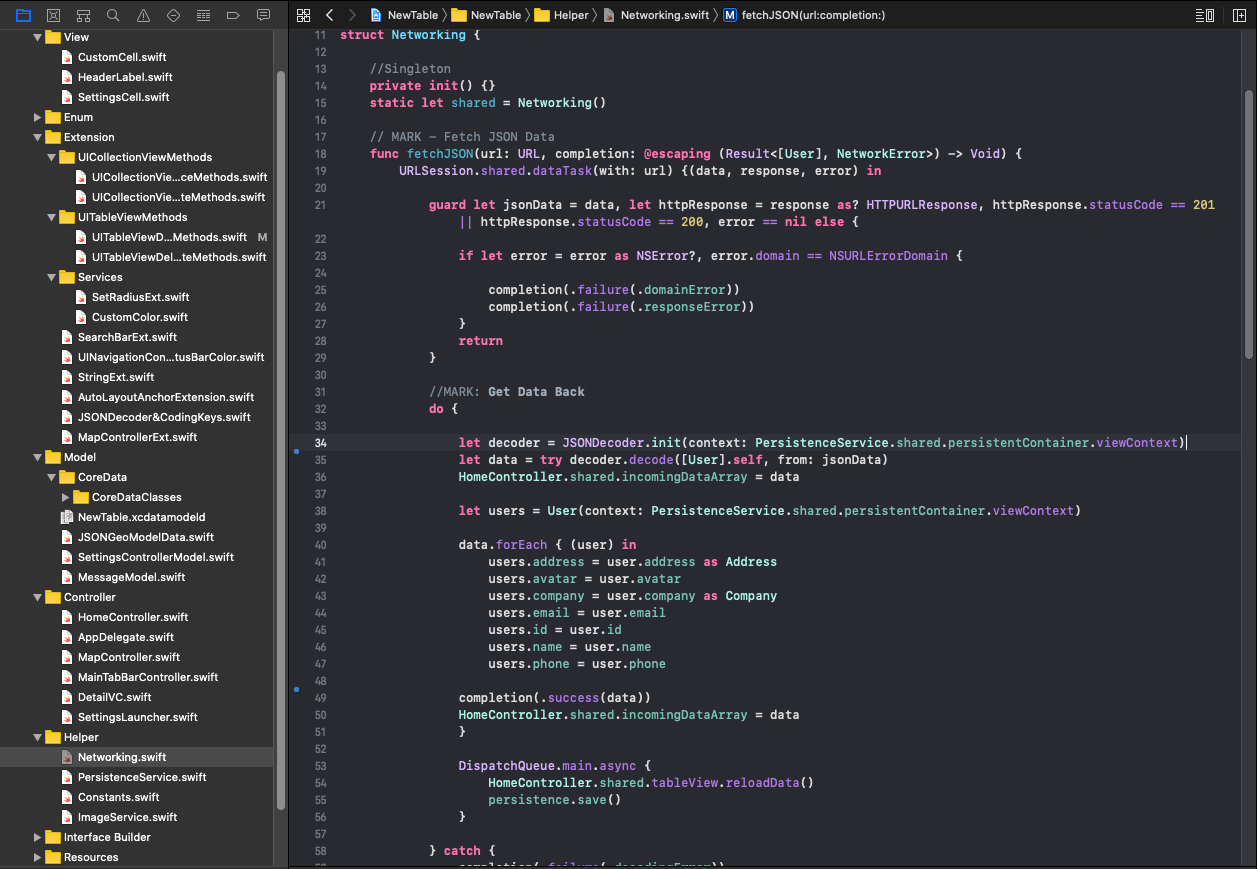 NewTable NewTable Helper Networking.swift M fetchJSON(url:completion:)
View
CustomCell.swift
HeaderLabel.swift
SettingsCell.swift
Enum
Extension
UICollectionViewMethods
UICollectionVie...ceMethods.swift
UICollectionVie...teMethods.swift
UITableViewMethods
UITableViewD...Methods.swift M
UITableViewDel...teMethods.swift
Services
SetRadiusExt.swift
CustomColor.swift
SearchBarExt.swift
UINavigationCon...tusBarColor.swift
StringExt.swift
AutoLayoutAnchorExtension.swift
JSONDecoder&CodingKeys.swift
MapControllerExt.swift
Model
CoreData
CoreDataClasses
NewTable.xcdatamodeld
JSONGeoModelData.swift
SettingsControllerModel.swift
MessageModel.swift
Controller
HomeController.swift
AppDelegate.swift
MapController.swift
MainTabBarController.swift
DetailVC.swift
SettingsLauncher.swift
Helper
Networking.swift
PersistenceService.swift
Constants.swift
ImageService.swift
Interface Builder
Resources
11 struct Networking {
12
13 //Singleton
14 private init() {}
15 static let shared = Networking()
16
17 // MARK - Fetch JSON Data
18 func fetchJSON(url: URL, completion: @escaping (Result<[User], NetworkError>) -> Void) {
19 URLSession.shared.dataTask(with: url) {(data, response, error) in
20
21 guard let jsonData = data, let httpResponse = response as? HTTPURLResponse, httpResponse.statusCode == 201
|| httpResponse.statusCode == 200, error == nil else {
22
23 if let error = error as NSError?, error.domain == NSURLErrorDomain {
24
25 completion(.failure(.domainError))
26 completion(.failure(.responseError))
27 }
28 return
29 }
30
31 //MARK: Get Data Back
32 do {
33
34 let decoder = JSONDecoder.init(context: PersistenceService.shared.persistentContainer.viewContext)
35 let data = try decoder.decode([User].self, from: jsonData)
36 HomeController.shared.incomingDataArray = data
37
38 let users = User(context: PersistenceService.shared.persistentContainer.viewContext)
39
40 data.forEach { (user) in
41 users.address = user.address as Address
42 users.avatar = user.avatar
43 users.company = user.company as Company
44 users.email = user.email
45 users.id = user.id
46 users.name = user.name
47 users.phone = user.phone
48
49 completion(.success(data))
50 HomeController.shared.incomingDataArray = data
51 }
52
53 DispatchQueue.main.async {
54 HomeController.shared.tableView.reloadData()
55 persistence.save()
56 }
57
58 } catch {
59 completion(.failure(.decodingError))